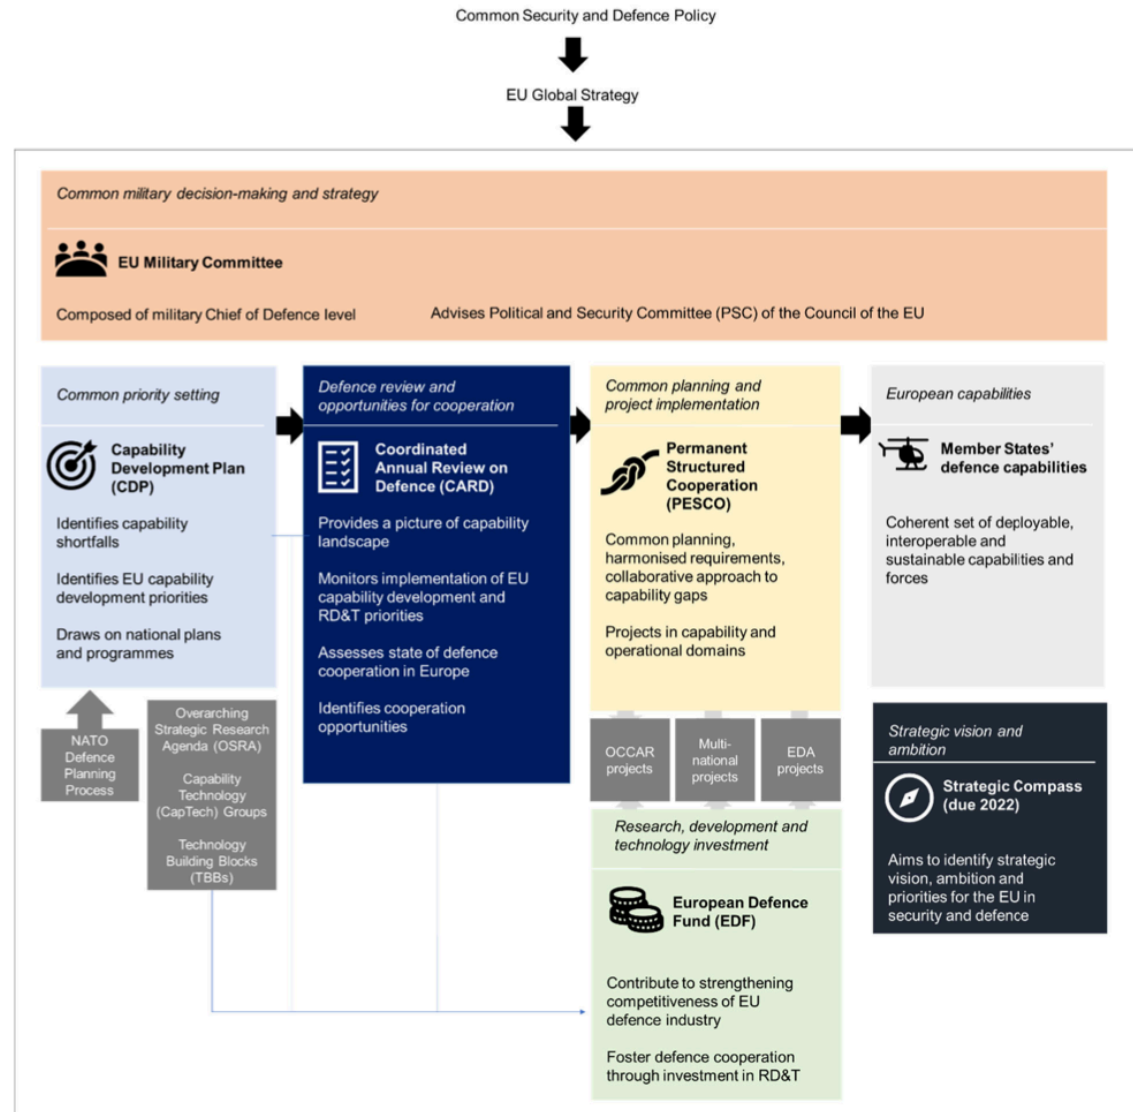 Common Security and Defence Policy
EU Global Strategy
Common military decision-making and strategy
EU Military Committee
Composed of military Chief of Defence level
Advises Political and Security Committee (PSC) of the Council of the EU
Common priority setting
Capability
Development Plan
(CDP)
Identifies capability
shortfalls
Identifies EU capability
development priorities
Draws on national plans
and programmes
Defence review and
opportunities for cooperation
Coordinated
Annual Review on
Defence (CARD)
Provides a picture of capability
landscape
Monitors implementation of EU
capability development and
RD&T priorities
Assesses state of defence
cooperation in Europe
Identifies cooperation
opportunities
Common planning and
project implementation
Permanent
Structured
Cooperation
(PESCO)
Common planning,
harmonised requirements,
collaborative approach to
capability gaps
Projects in capability and
operational domains
European capabilities
Member States'
defence capabilities
Coherent set of deployable,
interoperable and
sustainable capabilities and
forces
NATO
Defence
Planning
Process
Overarching
Strategic Research
Agenda (OSRA)
Capability
Technology
(CapTech) Groups
Technology
Building Blocks
(TBBs)
OCCAR
projects
Multi-
national
projects
EDA
projects
Research, development and
technology investment
European Defence
Fund (EDF)
Contribute to strengthening
competitiveness of EU
defence industry
Foster defence cooperation
through investment in RD&T
Strategic vision and
ambition
Strategic Compass
(due 2022)
Aims to identify strategic
vision, ambition and
priorities for the EU in
security and defence